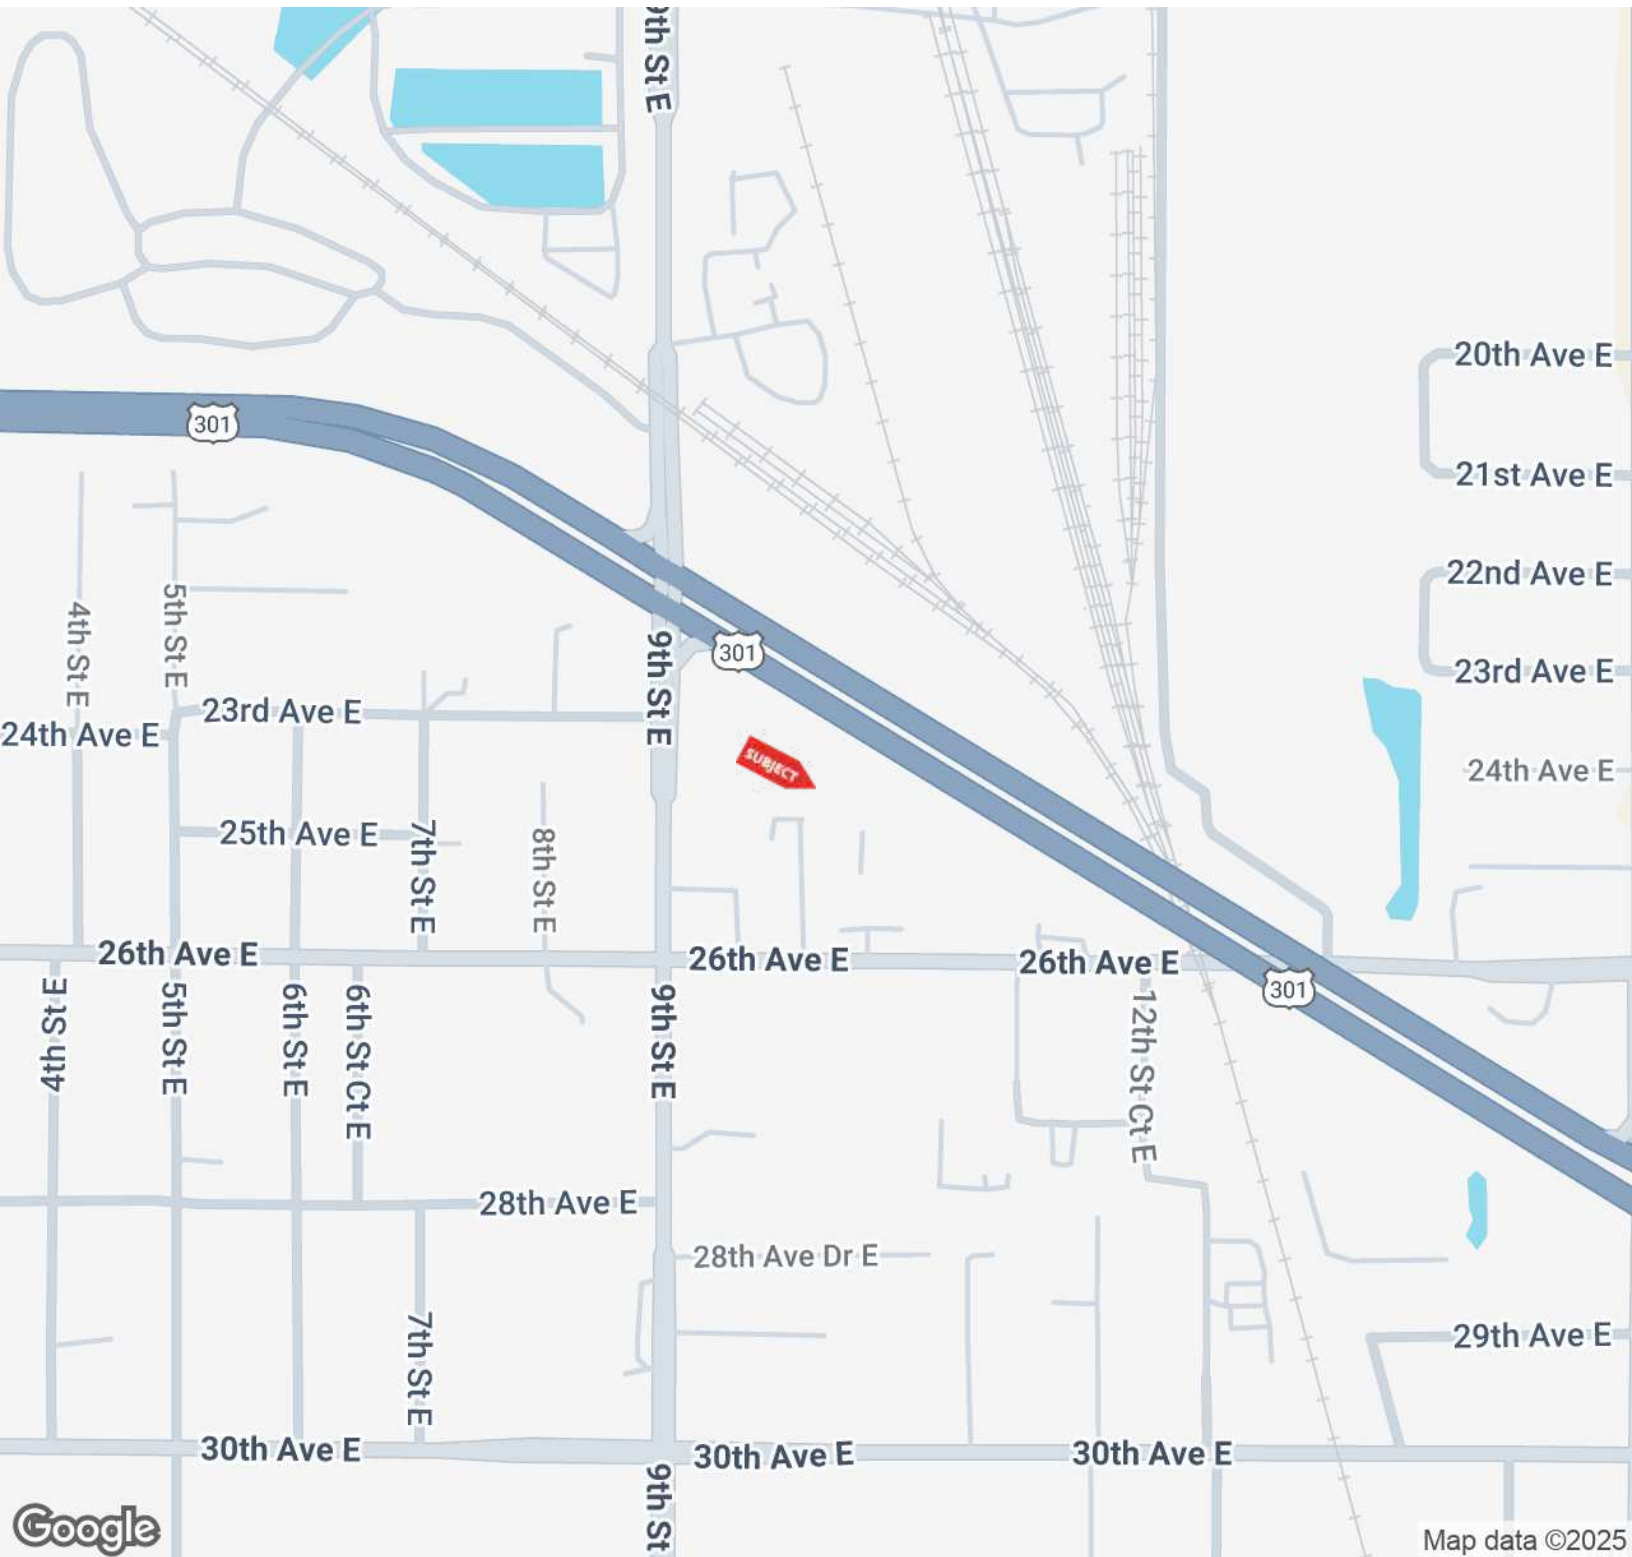 9th St E
20th Ave E
301
21st Ave E
22nd Ave E
4th St E
5th St E
9th St E
301
23rd Ave E
23rd Ave E
24th Ave E
SUBJECT
24th Ave E
25th Ave E
7th St E
8th St E
26th Ave E
26th Ave E
26th Ave E
301
4th St E
5th St E
6th St E
6th St Ct E
9th St E
12th St Ct E
28th Ave E
28th Ave Dr E
7th St E
29th Ave E
30th Ave E
30th Ave E
30th Ave E
9th St
Google
Map data ©2025